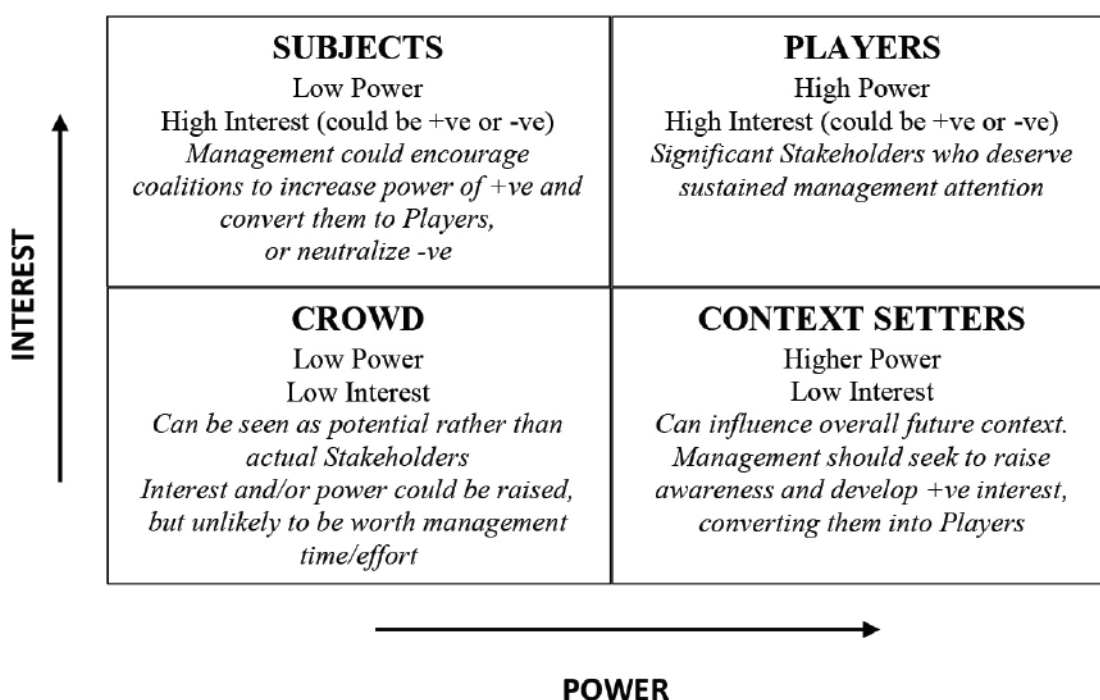 SUBJECTS
Low Power
High Interest (could be +ve or -ve)
Management could encourage
coalitions to increase power of +ve and
convert them to Players,
or neutralize -ve
PLAYERS
High Power
High Interest (could be +ve or -ve)
Significant Stakeholders who deserve
sustained management attention
INTEREST
CROWD
Low Power
Low Interest
Can be seen as potential rather than
actual Stakeholders
Interest and/or power could be raised,
but unlikely to be worth management
time/effort
CONTEXT SETTERS
Higher Power
Low Interest
Can influence overall future context.
Management should seek to raise
awareness and develop +ve interest,
converting them into Players
POWER